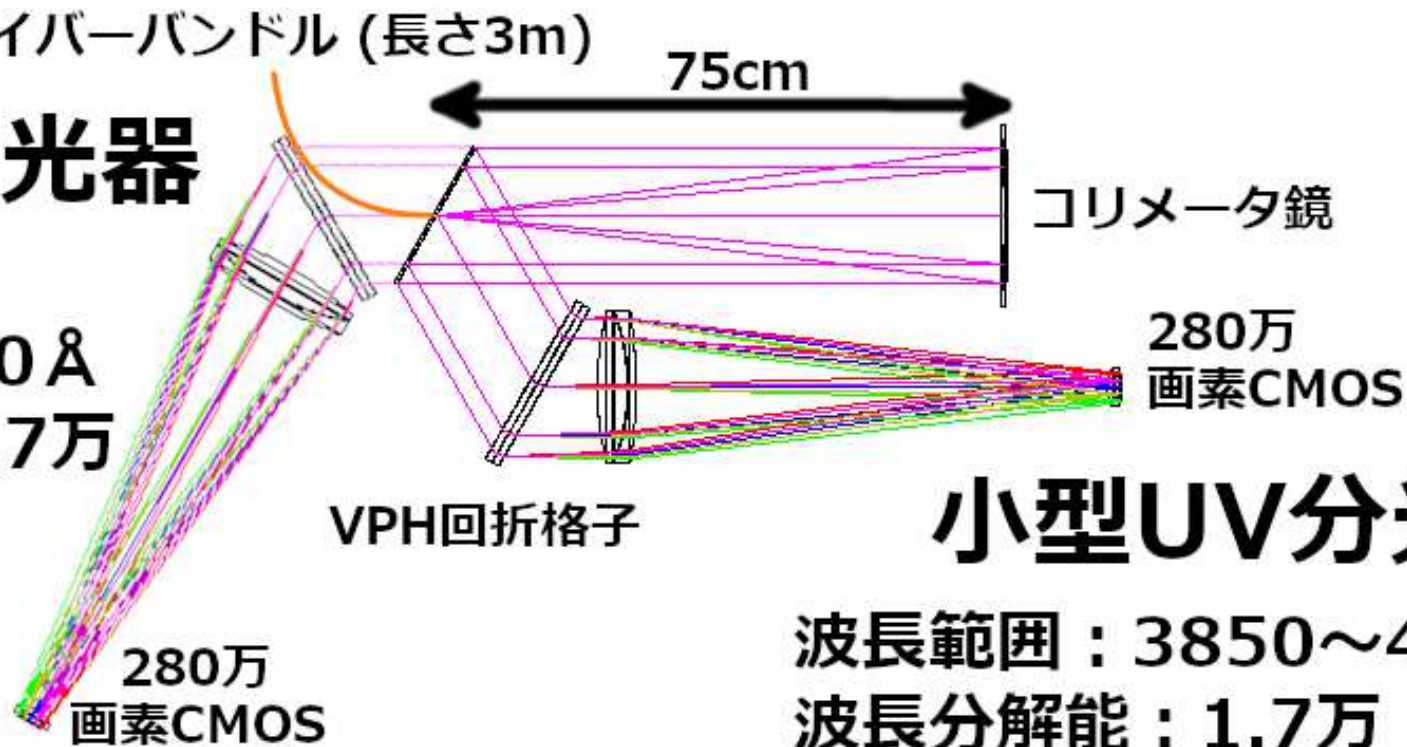 イバーバンドル (長さ3m)
75cm
光器
コリメータ鏡
0Å
7万
280万
画素CMOS
VPH回折格子
小型UV分光
波長範囲：3850～4
波長分解能：1.7万
280万
画素CMOS